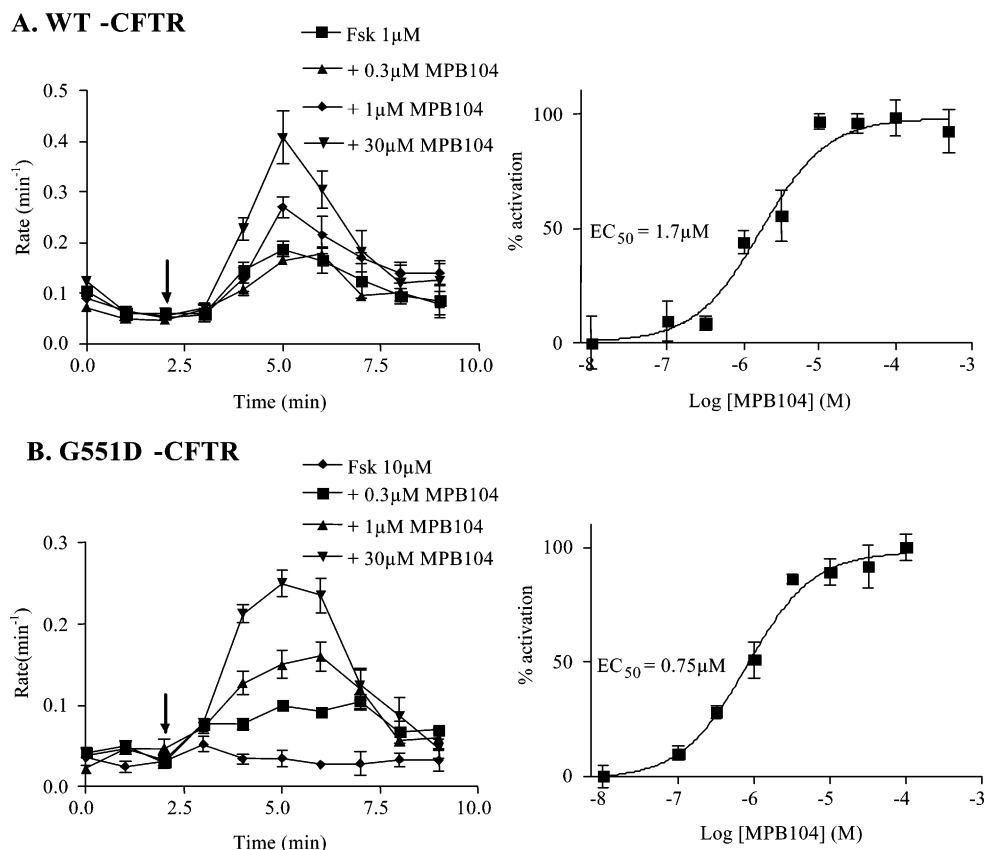 A. WT -CFTR
Fsk 1µM
+ 0.3µM MPB104
+ 1µM MPB104
+ 30µM MPB104
Rate (min-1)
0.5
0.4
0.3
0.2
0.1
0.0
0.0
2.5
5.0
7.5
10.0
Time (min)
% activation
100
50
0
EC50 = 1.7µM
-8
-7
-6
-5
-4
-3
Log [MPB104] (M)
B. G551D -CFTR
Fsk 10µM
+ 0.3µM MPB104
+ 1µM MPB104
+ 30µM MPB104
Rate(min-1)
0.3
0.2
0.1
0.0
0.0
2.5
5.0
7.5
10.0
Time (min)
% activation
100
50
0
EC50 = 0.75µM
-8
-7
-6
-5
-4
-3
Log [MPB104] (M)